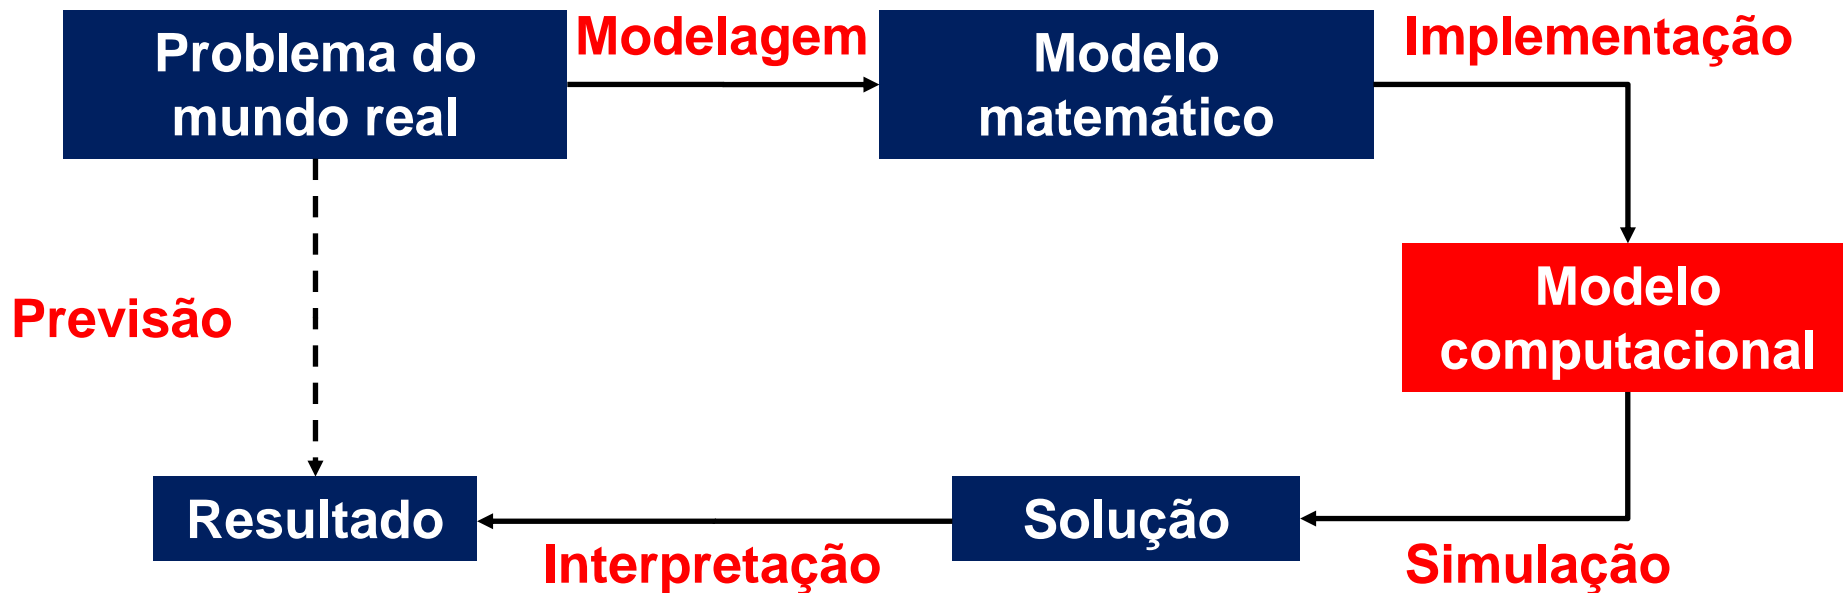 Problema do
mundo real
Modelagem
Modelo
matemático
Implementação
Modelo
computacional
Previsão
Resultado
Interpretação
Solução
Simulação